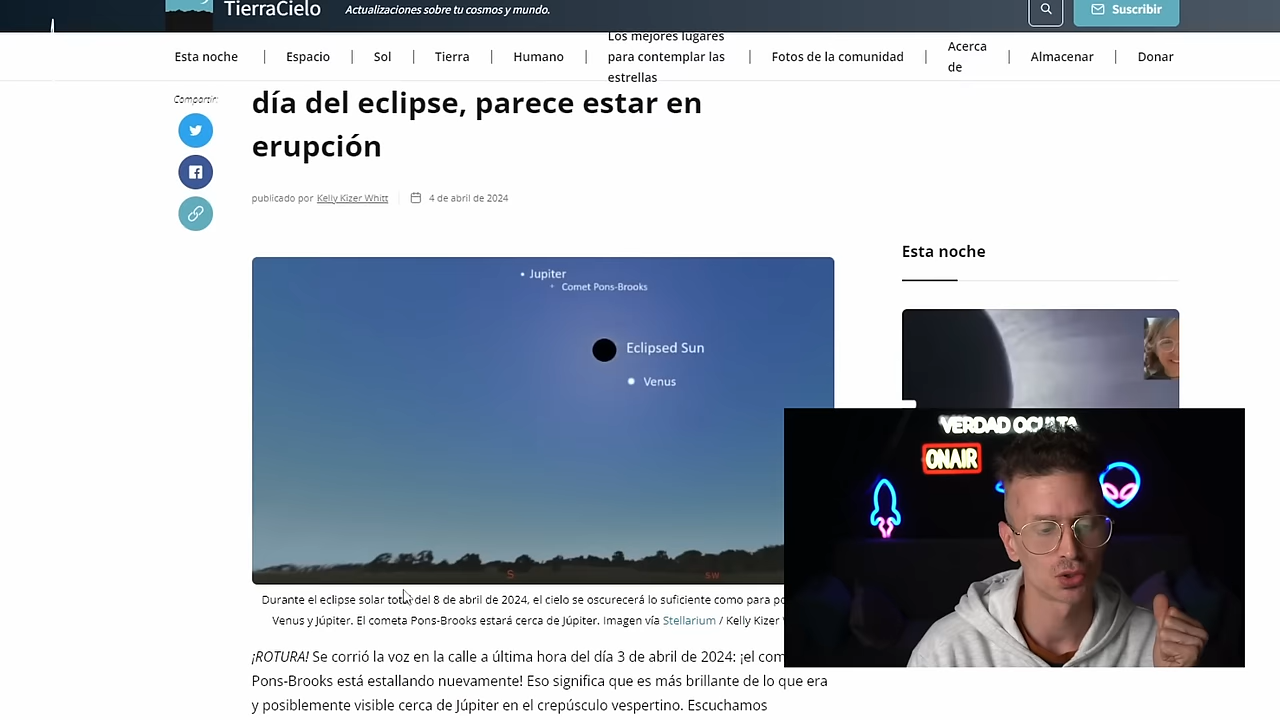 TierraCielo
Actualizaciones sobre tu cosmos y mundo.
Suscribir
Esta noche
Espacio
Sol
Tierra
Humano
Los mejores lugares
para contemplar las
estrellas
Fotos de la comunidad
Acerca
de
Almacenar
Donar
Compartir:
día del eclipse, parece estar en
erupción
publicado por Kelly Kizer Whitt
4 de abril de 2024
Esta noche
Jupiter
Comet Pons-Brooks
Eclipsed Sun
Venus
S
SW
VERDAD OCULTA
ONAIR
Durante el eclipse solar total del 8 de abril de 2024, el cielo se oscurecerá lo suficiente como para
Venus y Júpiter. El cometa Pons-Brooks estará cerca de Júpiter. Imagen vía Stellarium / Kelly Kizer
¡ROTURA! Se corrió la voz en la calle a última hora del día 3 de abril de 2024: ¡el
Pons-Brooks está estallando nuevamente! Eso significa que es más brillante de lo que era
y posiblemente visible cerca de Júpiter en el crepúsculo vespertino. Escuchamos